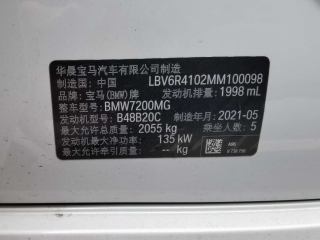 华晨宝马汽车有限公司制造
制造国：中国 LBV6R4102MM100098
品牌：宝马(BMW)牌 发动机排量：1998 mL
整车型号：BMW7200MG
发动机型号：B48B20C 制造年月：2021-05
最大允许总质量：2055 kg 乘坐人数：5
发动机最大净功率：135 kW
最大允许牵引质量：-- kg